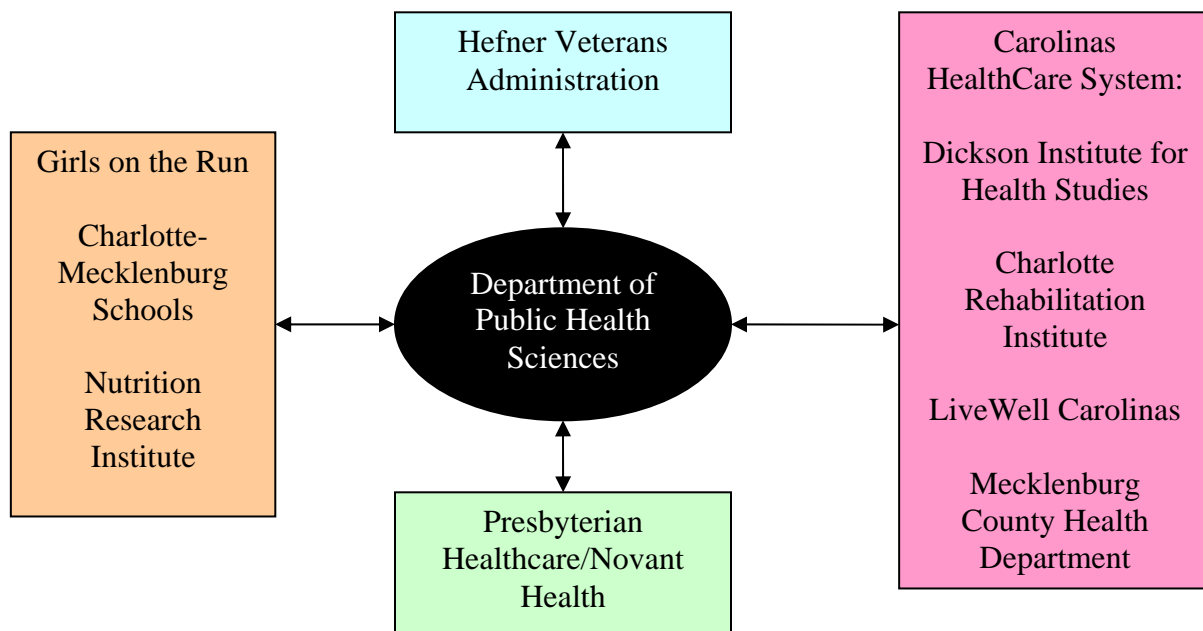 Hefner Veterans
Administration
Girls on the Run
Charlotte-
Mecklenburg
Schools
Nutrition
Research
Institute
Department of
Public Health
Sciences
Carolinas
HealthCare System:
Dickson Institute for
Health Studies
Charlotte
Rehabilitation
Institute
LiveWell Carolinas
Mecklenburg
County Health
Department
Presbyterian
Healthcare/Novant
Health